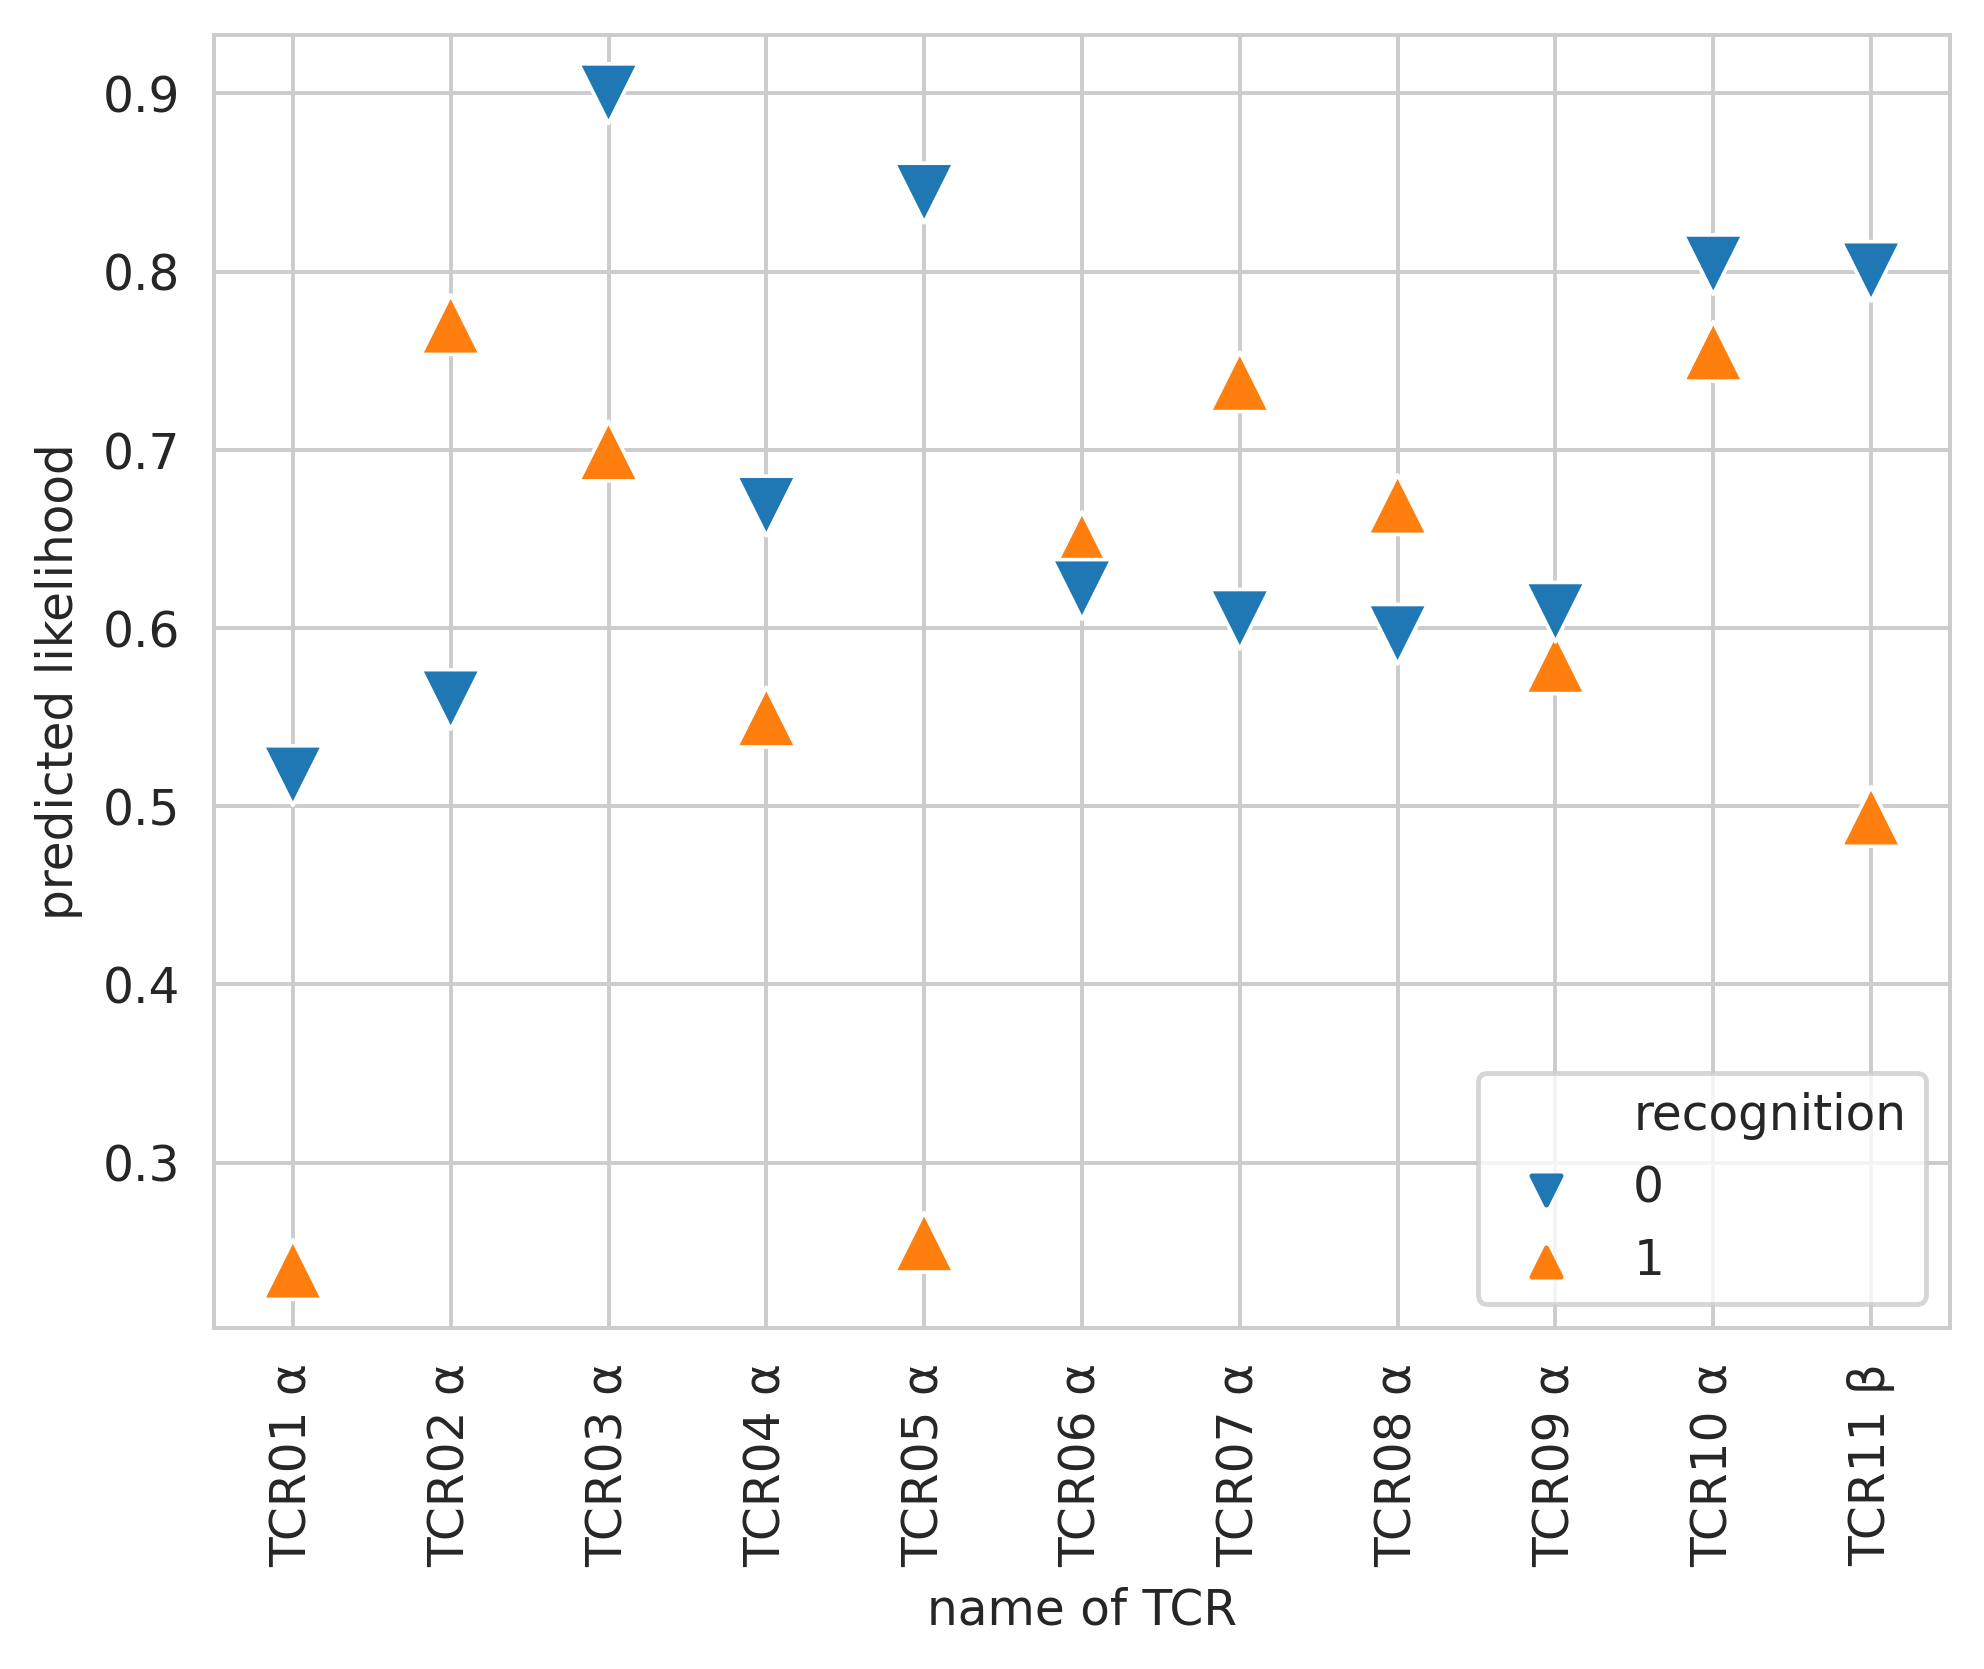 0.9
0.8
0.7
0.6
0.5
0.4
0.3
predicted likelihood
recognition
0
1
TCR01 α
TCR02 α
TCR03 α
TCR04 α
TCR05 α
TCR06 α
TCR07 α
TCR08 α
TCR09 α
TCR10 α
TCR11 β
name of TCR